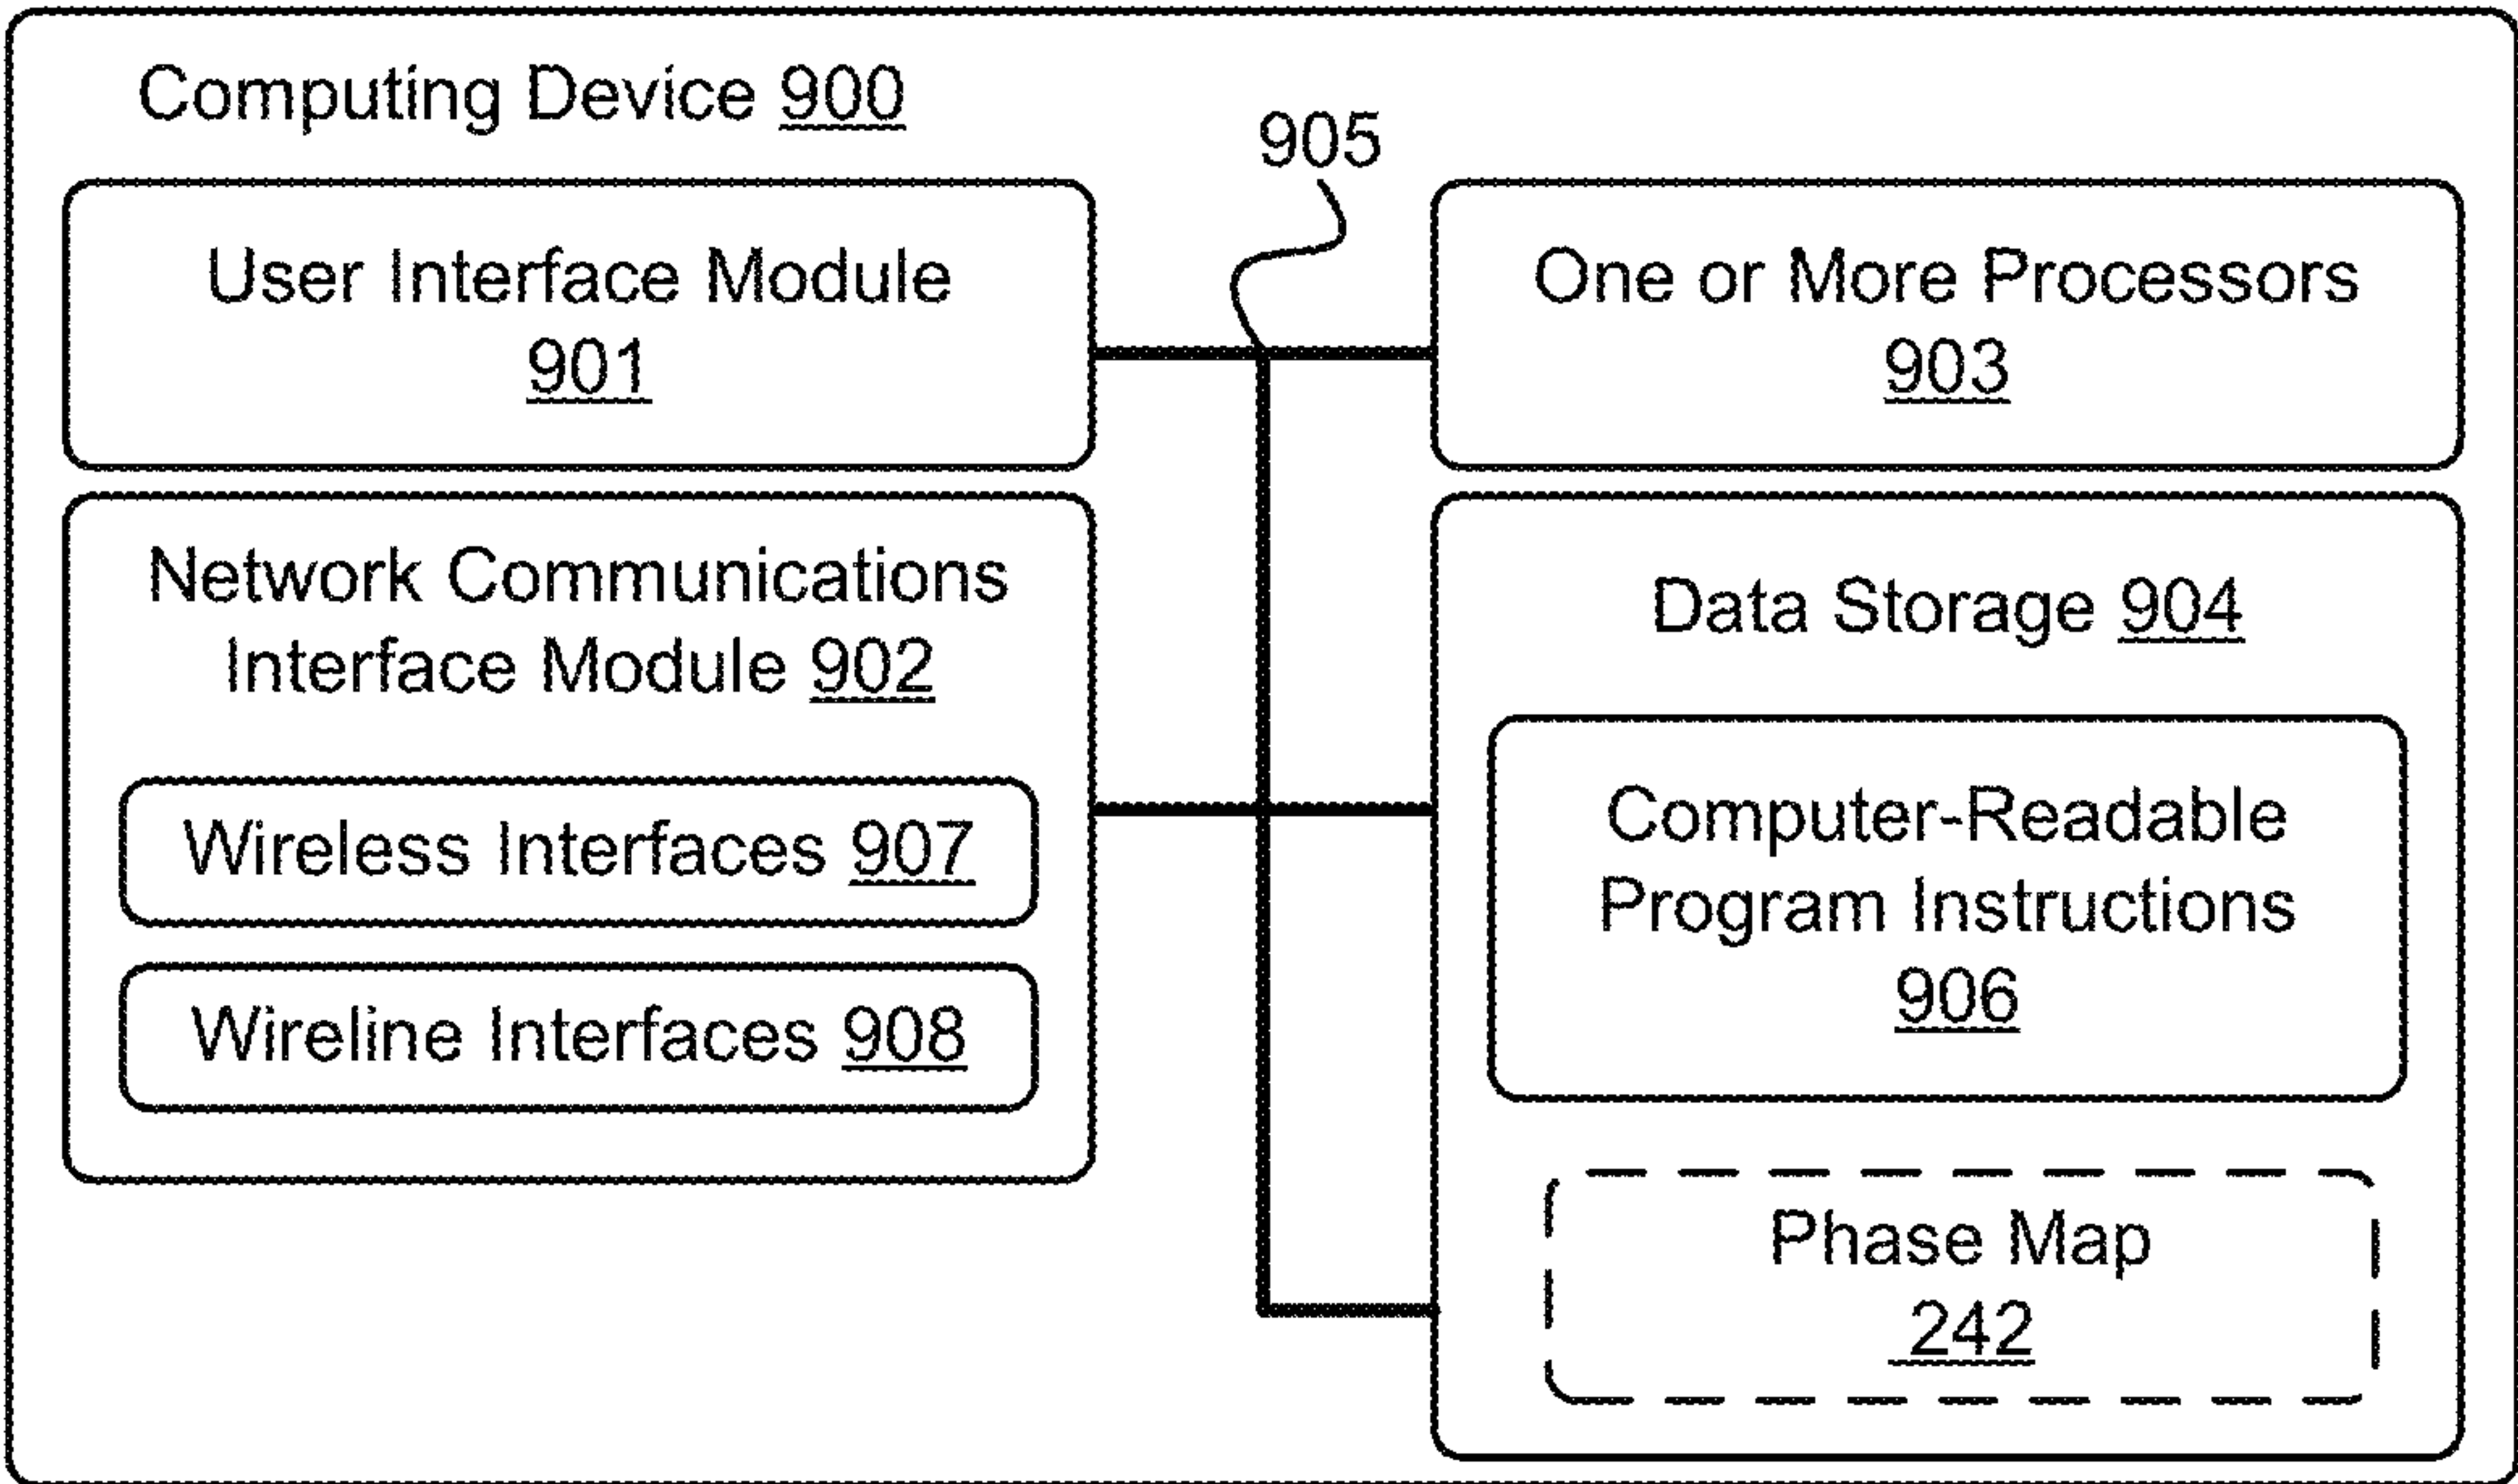 Computing Device 900
905
User Interface Module
901
One or More Processors
903
Network Communications
Interface Module 902
Wireless Interfaces 907
Wireline Interfaces 908
Data Storage 904
Computer-Readable
Program Instructions
906
Phase Map
242